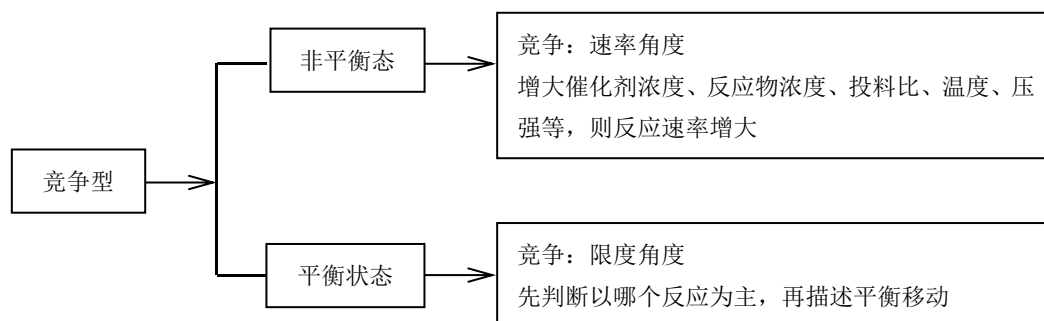 竞争型
非平衡态
竞争：速率角度
增大催化剂浓度、反应物浓度、投料比、温度、压
强等，则反应速率增大
平衡状态
竞争：限度角度
先判断以哪个反应为主，再描述平衡移动